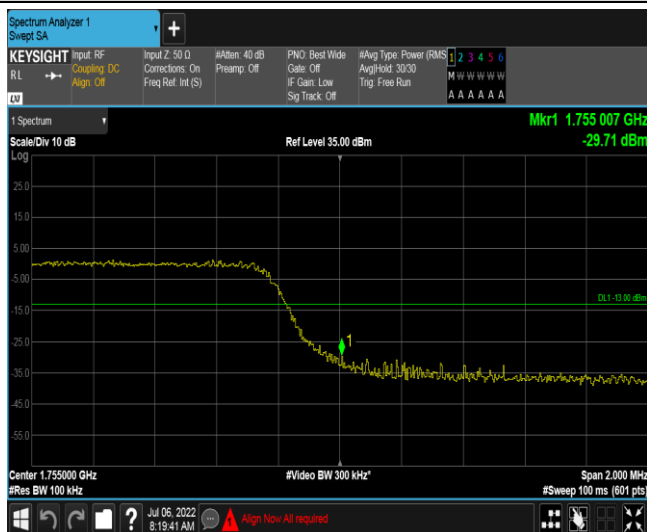 Spectrum Analyzer 1
Swept SA
KEYSIGHT
RL
LXI
Input: RF
Coupling: DC
Align: Off
Input Z: 50 Ω
Corrections: On
Freq Ref: Int (S)
#Atten: 40 dB
Preamp: Off
PNO: Best Wide
Gate: Off
IF Gain: Low
Sig Track: Off
#Avg Type: Power (RMS
Avg|Hold: 30/30
Trig: Free Run
1 2 3 4 5 6
M W W W W W
A A A A A A
1 Spectrum
Mkr1 1.755 007 GHz
Scale/Div 10 dB
Ref Level 35.00 dBm
-29.71 dBm
Log
25.0
15.0
5.00
-5.00
DL1 -13.00 dBm
-15.0
-25.0
1
-35.0
-45.0
-55.0
Center 1.755000 GHz
#Video BW 300 kHz*
Span 2.000 MHz
#Res BW 100 kHz
#Sweep 100 ms (601 pts)
?
Jul 06, 2022
8:19:41 AM
Align Now All required